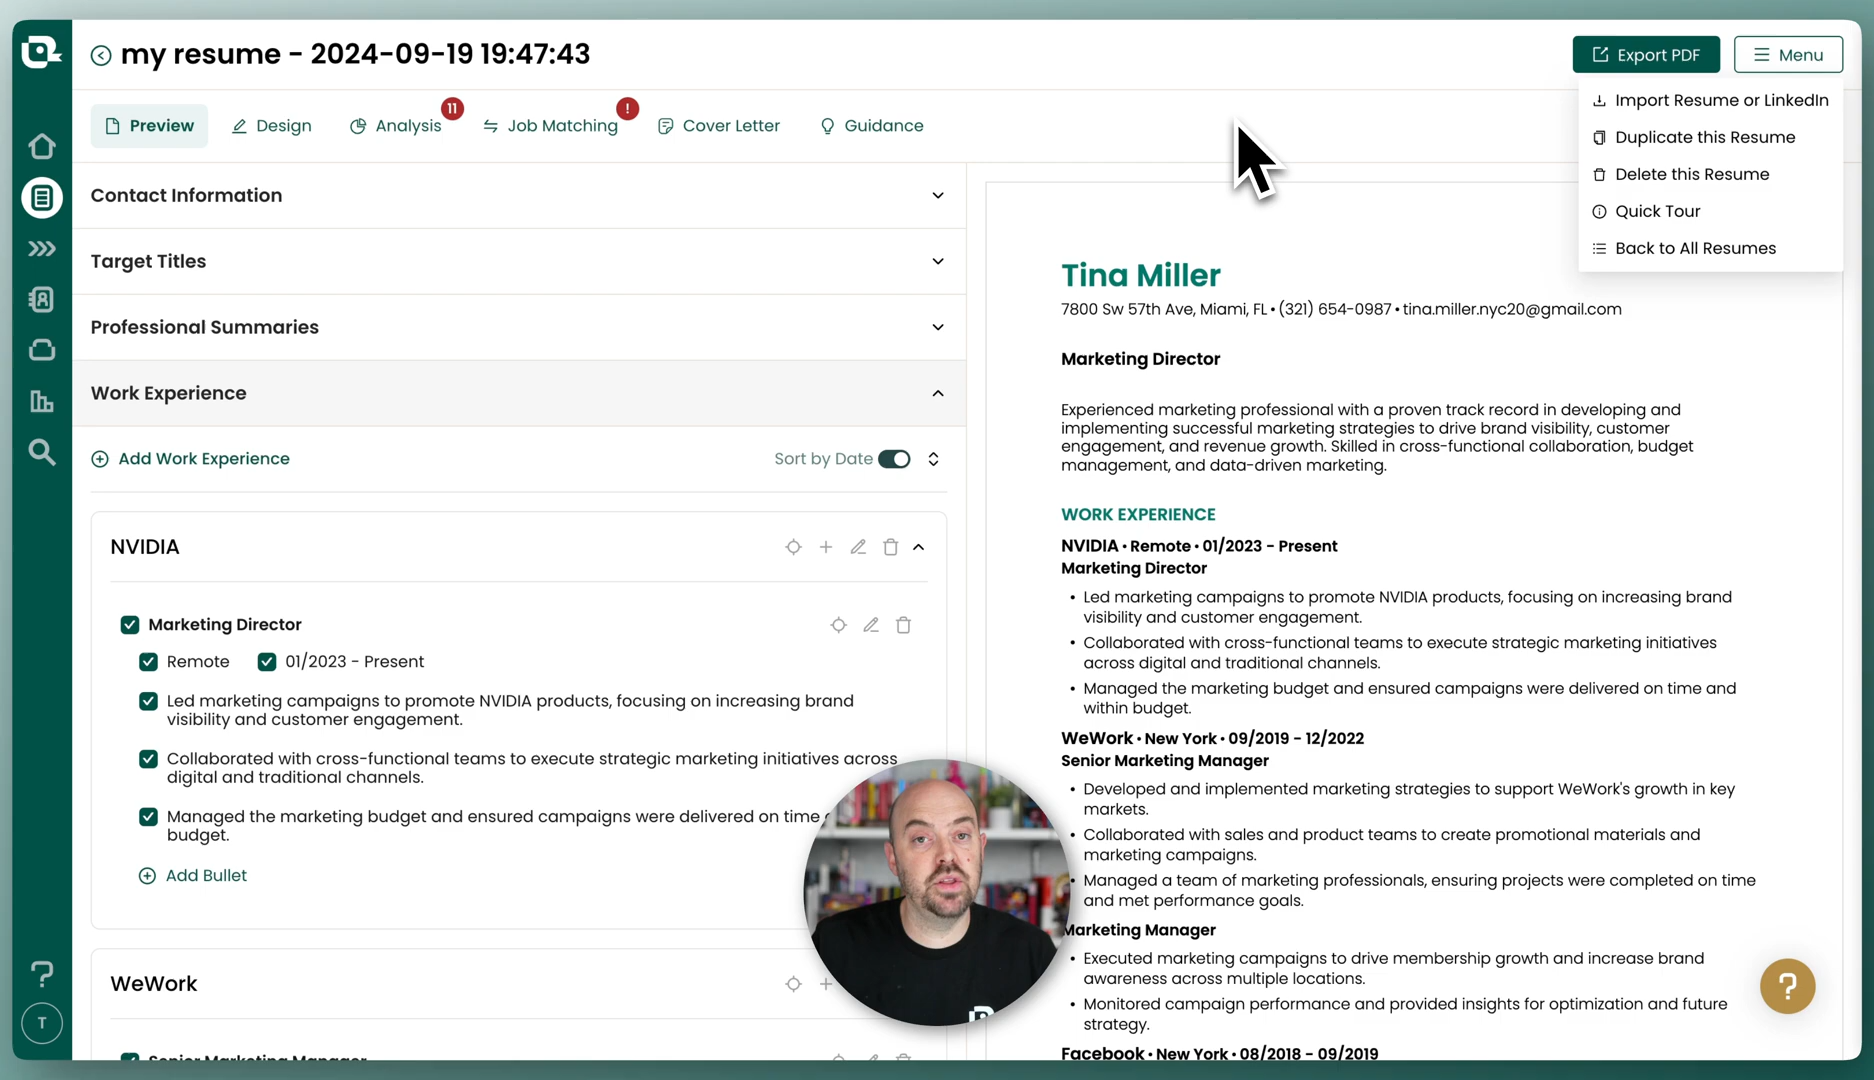 my resume - 2024-09-19 19:47:43
Export PDF
Menu
Import Resume or LinkedIn
Duplicate this Resume
Delete this Resume
Quick Tour
Back to All Resumes
Preview
Design
Analysis
11
Job Matching
!
Cover Letter
Guidance
Contact Information
Target Titles
Professional Summaries
Work Experience
Add Work Experience
Sort by Date
NVIDIA
Marketing Director
Remote
01/2023 - Present
Led marketing campaigns to promote NVIDIA products, focusing on increasing brand
visibility and customer engagement.
Collaborated with cross-functional teams to execute strategic marketing initiatives across
digital and traditional channels.
Managed the marketing budget and ensured campaigns were delivered on time
budget.
Add Bullet
WeWork
Senior Marketing Manager
?
T
Tina Miller
7800 Sw 57th Ave, Miami, FL • (321) 654-0987 • tina.miller.nyc20@gmail.com
Marketing Director
Experienced marketing professional with a proven track record in developing and
implementing successful marketing strategies to drive brand visibility, customer
engagement, and revenue growth. Skilled in cross-functional collaboration, budget
management, and data-driven marketing.
WORK EXPERIENCE
NVIDIA • Remote • 01/2023 - Present
Marketing Director
• Led marketing campaigns to promote NVIDIA products, focusing on increasing brand
visibility and customer engagement.
• Collaborated with cross-functional teams to execute strategic marketing initiatives
across digital and traditional channels.
• Managed the marketing budget and ensured campaigns were delivered on time and
within budget.
WeWork • New York • 09/2019 - 12/2022
Senior Marketing Manager
• Developed and implemented marketing strategies to support WeWork's growth in key
markets.
• Collaborated with sales and product teams to create promotional materials and
marketing campaigns.
• Managed a team of marketing professionals, ensuring projects were completed on time
and met performance goals.
Marketing Manager
• Executed marketing campaigns to drive membership growth and increase brand
awareness across multiple locations.
• Monitored campaign performance and provided insights for optimization and future
strategy.
Facebook • New York • 08/2018 - 09/2019
?